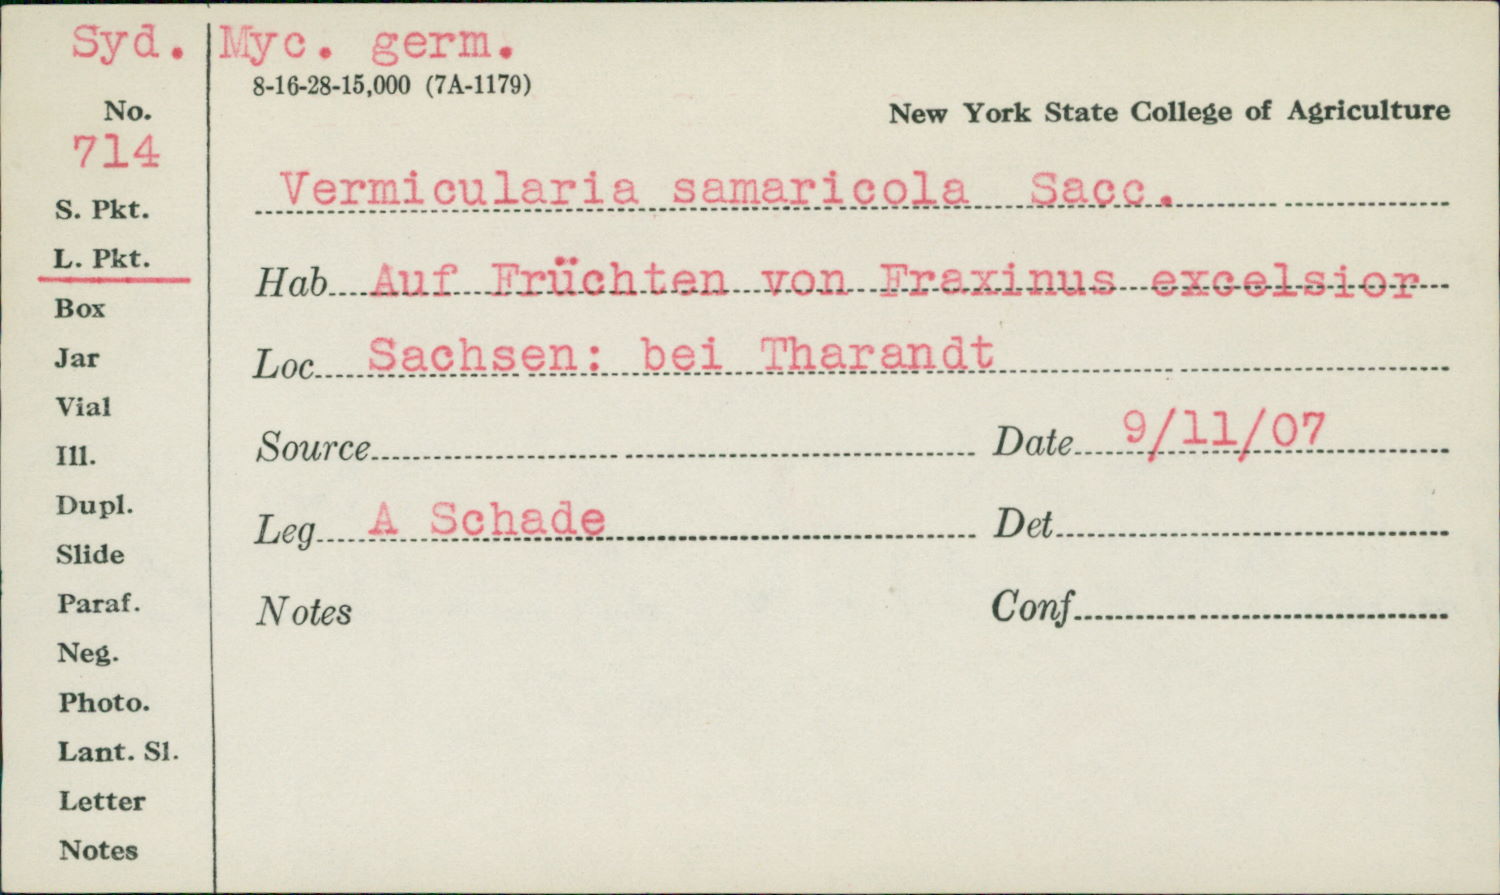 Syd. Myc. germ.
8-16-28-15,000 (7A-1179)
New York State College of Agriculture
No.
714
S. Pkt.
L. Pkt.
Box
Jar
Vial
Ill.
Dupl.
Slide
Paraf.
Neg.
Photo.
Lant. Sl.
Letter
Notes
Vermicularia samaricola Sacc.
Hab Auf Früchten von Fraxinus excelsior
Loc Sachsen: bei Tharandt
Source Date 9/11/07
Leg A Schade Det
Notes Conf